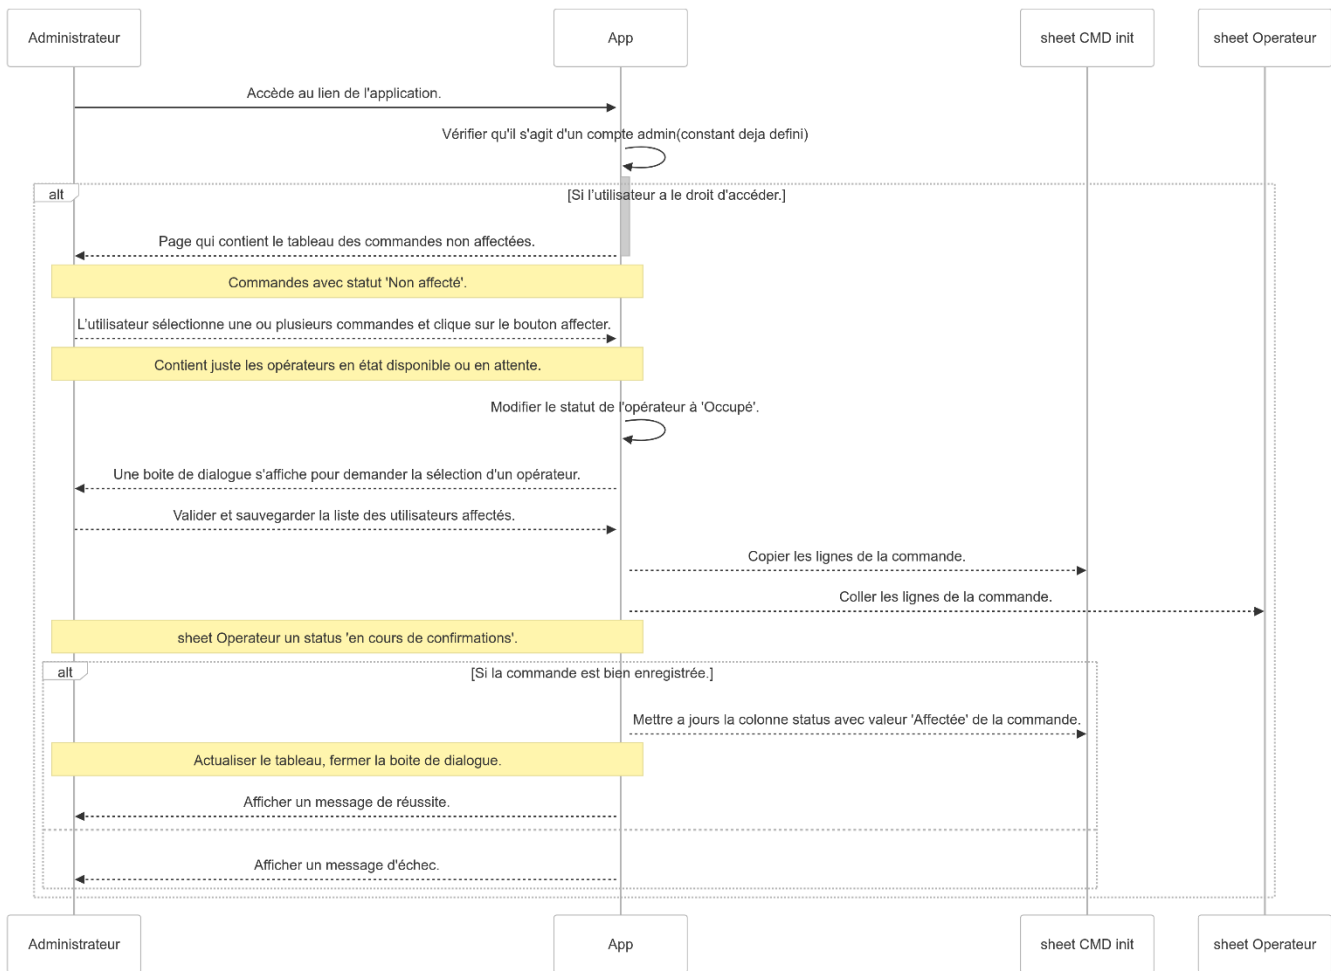 Administrateur
App
sheet CMD init
sheet Operateur
Accède au lien de l'application.
Vérifier qu'il s'agit d'un compte admin(constant deja defini)
alt
[Si l'utilisateur a le droit d'accéder.]
Page qui contient le tableau des commandes non affectées.
Commandes avec statut 'Non affecté'.
L'utilisateur sélectionne une ou plusieurs commandes et clique sur le bouton affecter.
Contient juste les opérateurs en état disponible ou en attente.
Modifier le statut de l'opérateur à 'Occupé'.
Une boite de dialogue s'affiche pour demander la sélection d'un opérateur.
Valider et sauvegarder la liste des utilisateurs affectés.
Copier les lignes de la commande.
Coller les lignes de la commande.
sheet Operateur un status 'en cours de confirmations'.
alt
[Si la commande est bien enregistrée.]
Mettre a jours la colonne status avec valeur 'Affectée' de la commande.
Actualiser le tableau, fermer la boite de dialogue.
Afficher un message de réussite.
Afficher un message d'échec.
Administrateur
App
sheet CMD init
sheet Operateur